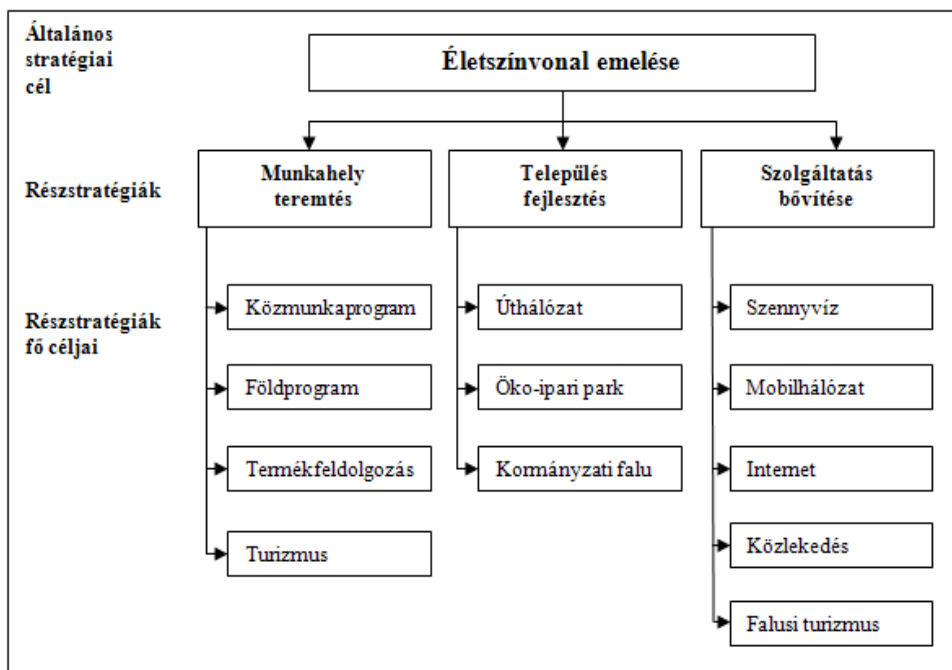 Általános
stratégiai
cél
Életszínvonal emelése
Részstratégiák
Munkahely
teremtés
Település
fejlesztés
Szolgáltatás
bővítése
Részstratégiák
fő céljai
Közmunkaprogram
Földprogram
Termékfeldolgozás
Turizmus
Úthálózat
Öko-ipari park
Kormányzati falu
Szennyvíz
Mobilhálózat
Internet
Közlekedés
Falusi turizmus